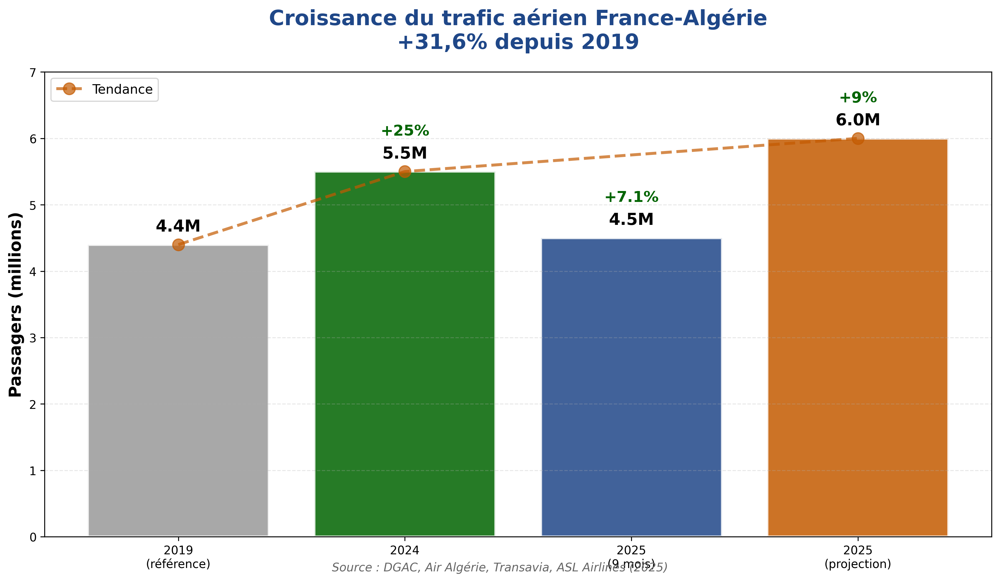 Croissance du trafic aérien France-Algérie
+31,6% depuis 2019
Passagers (millions)
7
6
5
4
3
2
1
0
Tendance
4.4M
+25%
5.5M
+7.1%
4.5M
+9%
6.0M
2019
(référence)
2024
2025
(9 mois)
2025
(projection)
Source : DGAC, Air Algérie, Transavia, ASL Airlines (2025)